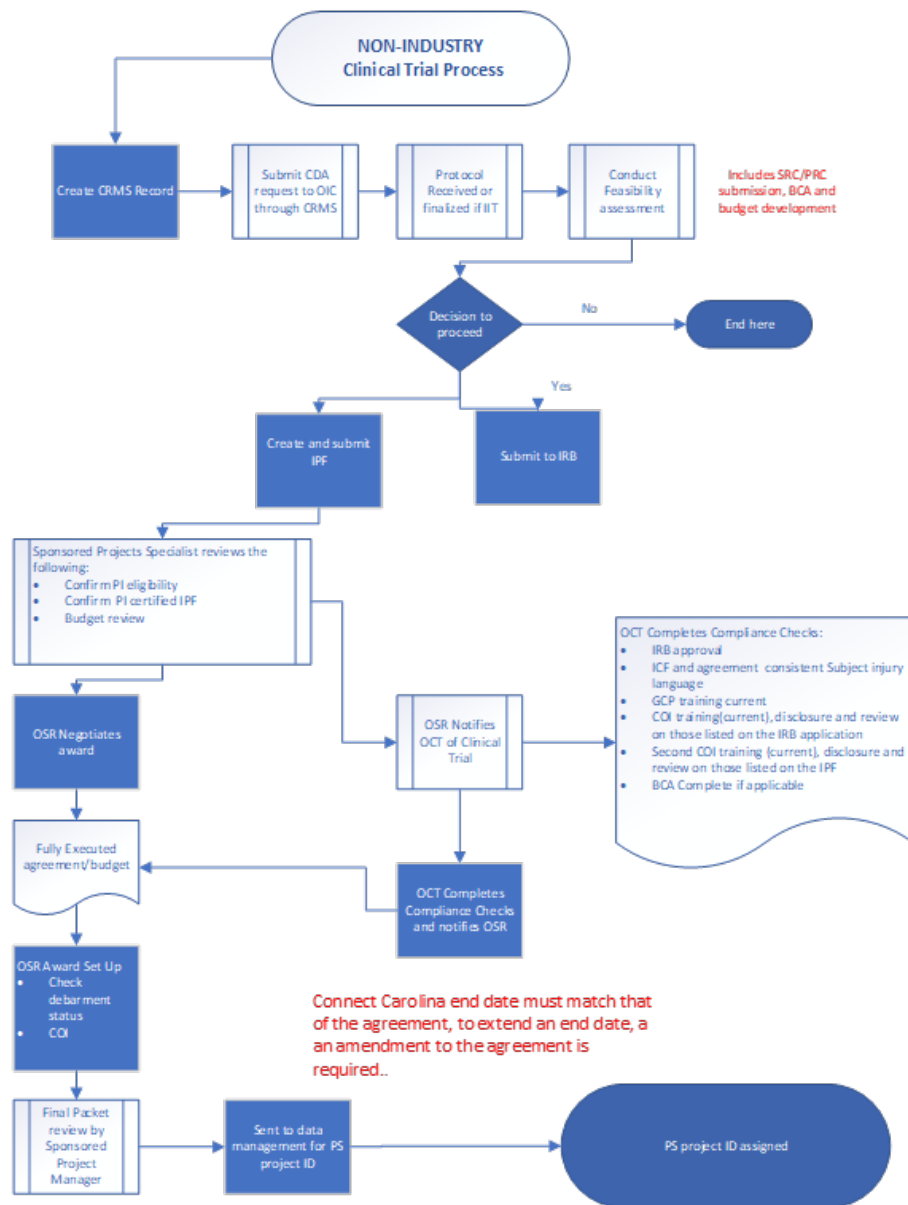 NON-INDUSTRY
Clinical Trial Process
Create CRMS Record
Submit CDA
request to OIC
through CRMS
Protocol
Received or
finalized if IIT
Conduct
Feasibility
assessment
Includes SRC/PRC
submission, BCA and
budget development
Decision to
proceed
No
End here
Yes
Create and submit
IPF
Submit to IRB
Sponsored Projects Specialist reviews the
following:
• Confirm PI eligibility
• Confirm PI certified IPF
• Budget review
OSR Negotiates
award
OSR Notifies
OCT of Clinical
Trial
OCT Completes Compliance Checks:
• IRB approval
• ICF and agreement consistent Subject injury
language
• GCP training current
• COI training(current), disclosure and review
on those listed on the IRB application
• Second COI training (current), disclosure and
review on those listed on the IPF
• BCA Complete if applicable
Fully Executed
agreement/budget
OCT Completes
Compliance Checks
and notifies OSR
OSR Award Set Up
• Check
debarment
status
• COI
Connect Carolina end date must match that
of the agreement, to extend an end date, a
an amendment to the agreement is
required..
Final Packet
review by
Sponsored
Project
Manager
Sent to data
management for PS
project ID
PS project ID assigned